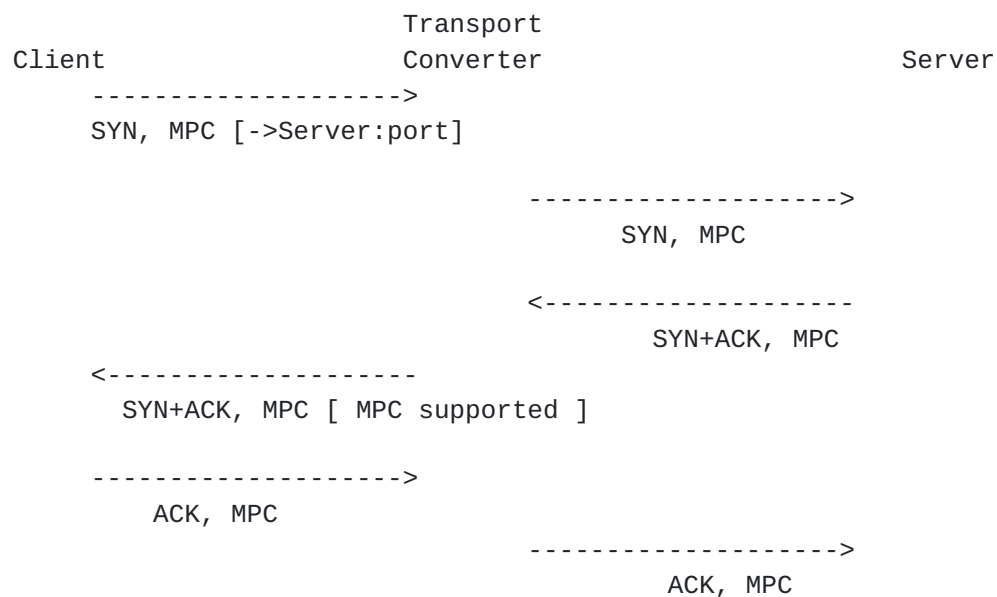 Transport
Client Converter Server
-------------------->
SYN, MPC [->Server:port]
-------------------->
SYN, MPC
<--------------------
SYN+ACK, MPC
<--------------------
SYN+ACK, MPC [ MPC supported ]
-------------------->
ACK, MPC
-------------------->
ACK, MPC